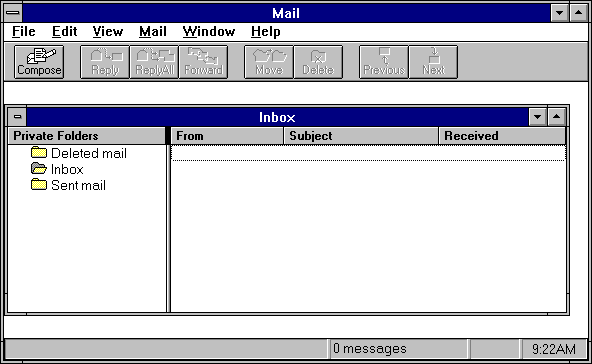 Mail
File Edit View Mail Window Help
Compose Reply ReplyAll Forward Move Delete Previous Next
Inbox
Private Folders From Subject Received
Deleted mail
Inbox
Sent mail
0 messages 9:22AM